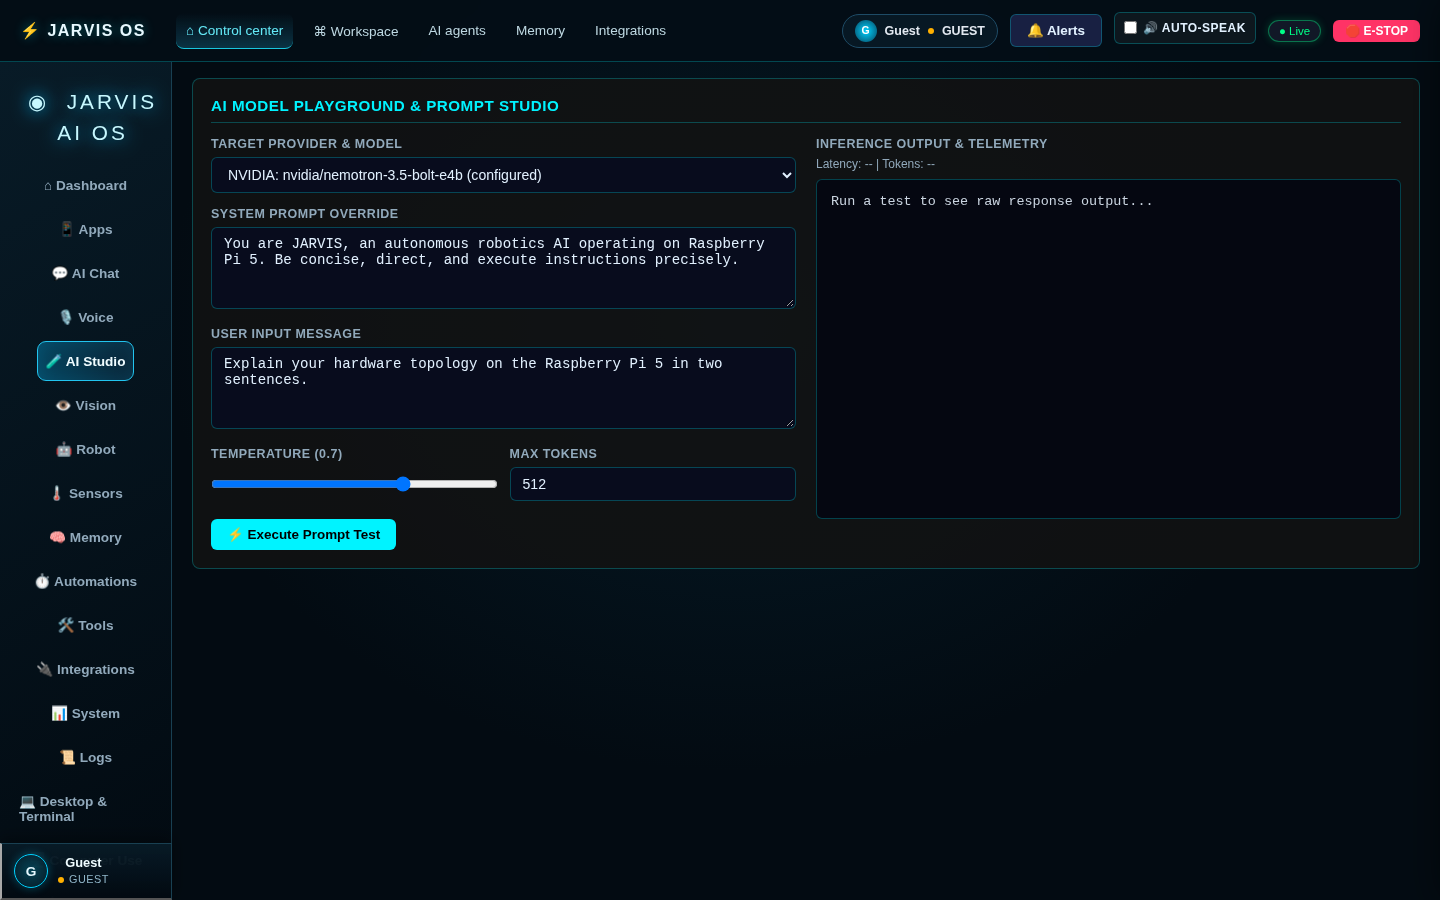 ⚡ JARVIS OS
⌂ Control center
⌘ Workspace
AI agents
Memory
Integrations
G Guest ● GUEST
🔔 Alerts
🔊 AUTO-SPEAK
● Live
🛑 E-STOP
◉ JARVIS
AI OS
⌂ Dashboard
📱 Apps
💬 AI Chat
🎙️ Voice
🧪 AI Studio
👁️ Vision
🤖 Robot
🌡️ Sensors
🧠 Memory
⏱️ Automations
🛠️ Tools
🔌 Integrations
📊 System
📜 Logs
💻 Desktop &
Terminal
G
Guest
● GUEST
AI MODEL PLAYGROUND & PROMPT STUDIO
TARGET PROVIDER & MODEL
NVIDIA: nvidia/nemotron-3.5-bolt-e4b (configured)
SYSTEM PROMPT OVERRIDE
You are JARVIS, an autonomous robotics AI operating on Raspberry
Pi 5. Be concise, direct, and execute instructions precisely.
USER INPUT MESSAGE
Explain your hardware topology on the Raspberry Pi 5 in two
sentences.
TEMPERATURE (0.7)
MAX TOKENS
512
⚡ Execute Prompt Test
INFERENCE OUTPUT & TELEMETRY
Latency: -- | Tokens: --
Run a test to see raw response output...